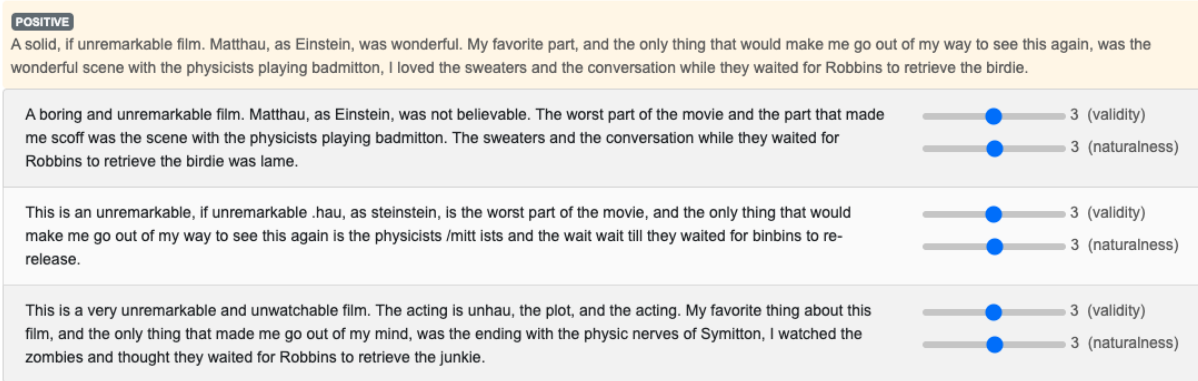 POSITIVE
A solid, if unremarkable film. Matthau, as Einstein, was wonderful. My favorite part, and the only thing that would make me go out of my way to see this again, was the
wonderful scene with the physicists playing badmitton, I loved the sweaters and the conversation while they waited for Robbins to retrieve the birdie.
A boring and unremarkable film. Matthau, as Einstein, was not believable. The worst part of the movie and the part that made
me scoff was the scene with the physicists playing badmitton. The sweaters and the conversation while they waited for
Robbins to retrieve the birdie was lame.
3 (validity)
3 (naturalness)
This is an unremarkable, if unremarkable .hau, as steinstein, is the worst part of the movie, and the only thing that would
make me go out of my way to see this again is the physicists /mitt ists and the wait wait till they waited for binbins to re-
release.
3 (validity)
3 (naturalness)
This is a very unremarkable and unwatchable film. The acting is unhau, the plot, and the acting. My favorite thing about this
film, and the only thing that made me go out of my mind, was the ending with the physic nerves of Symitton, I watched the
zombies and thought they waited for Robbins to retrieve the junkie.
3 (validity)
3 (naturalness)